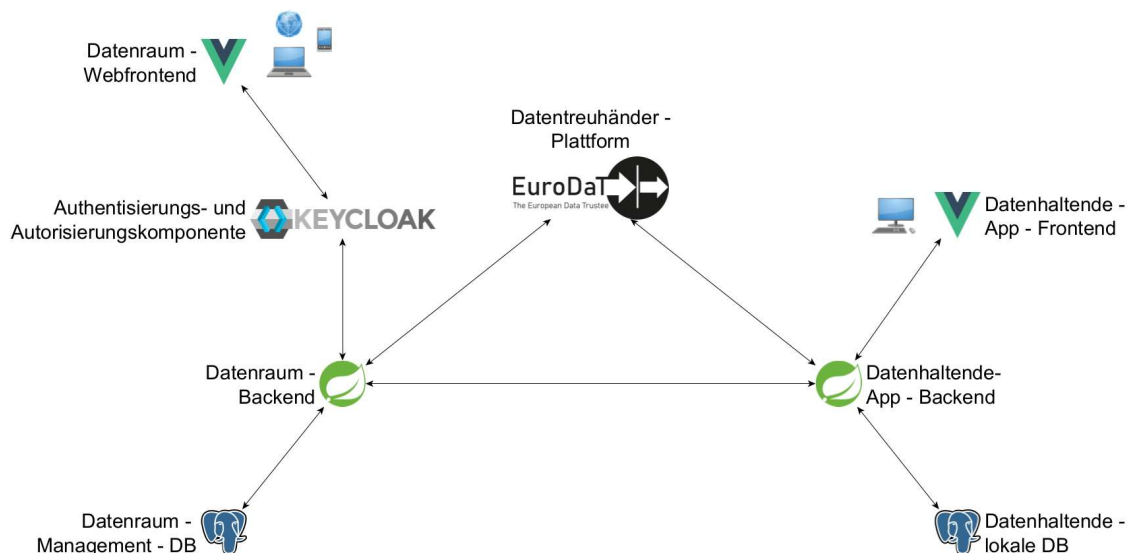 Datenraum -
Webfrontend
Datentreuhänder -
Plattform
EuroDaT
The European Data Trustee
Authentisierungs- und
Autorisierungskomponente
KEYCLOAK
Datenhaltende -
App - Frontend
Datenraum -
Backend
Datenhaltende-
App - Backend
Datenraum -
Management - DB
Datenhaltende -
lokale DB